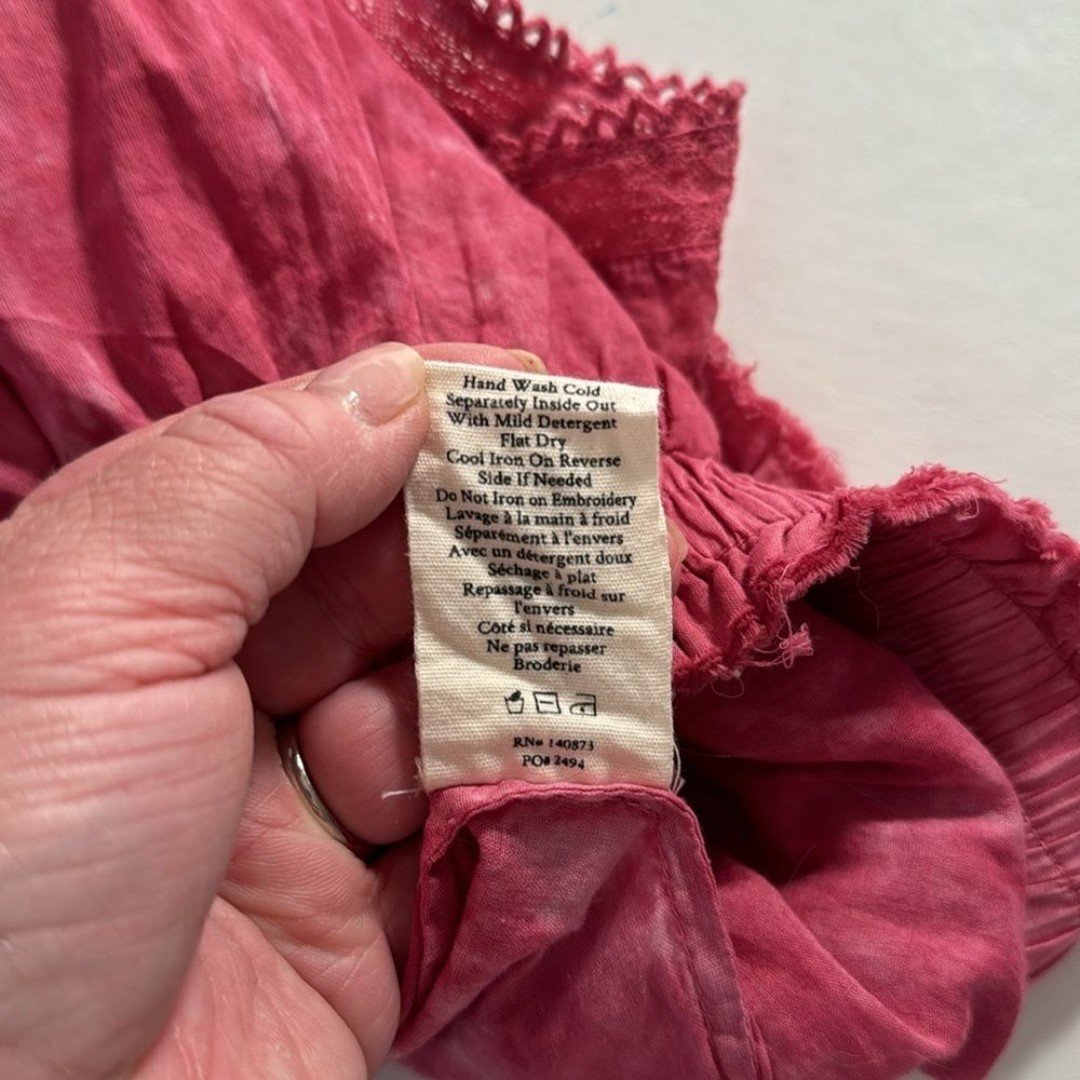 Hand Wash Cold
Separately Inside Out
With Mild Detergent
Flat Dry
Cool Iron On Reverse
Side If Needed
Do Not Iron on Embroidery
Lavage à la main à froid
Séparément à l'envers
Avec un détergent doux
Séchage à plat
Repassage à froid sur
l'envers
Côté si nécessaire
Ne pas repasser
Broderie
RN# 140873
PO# 2494